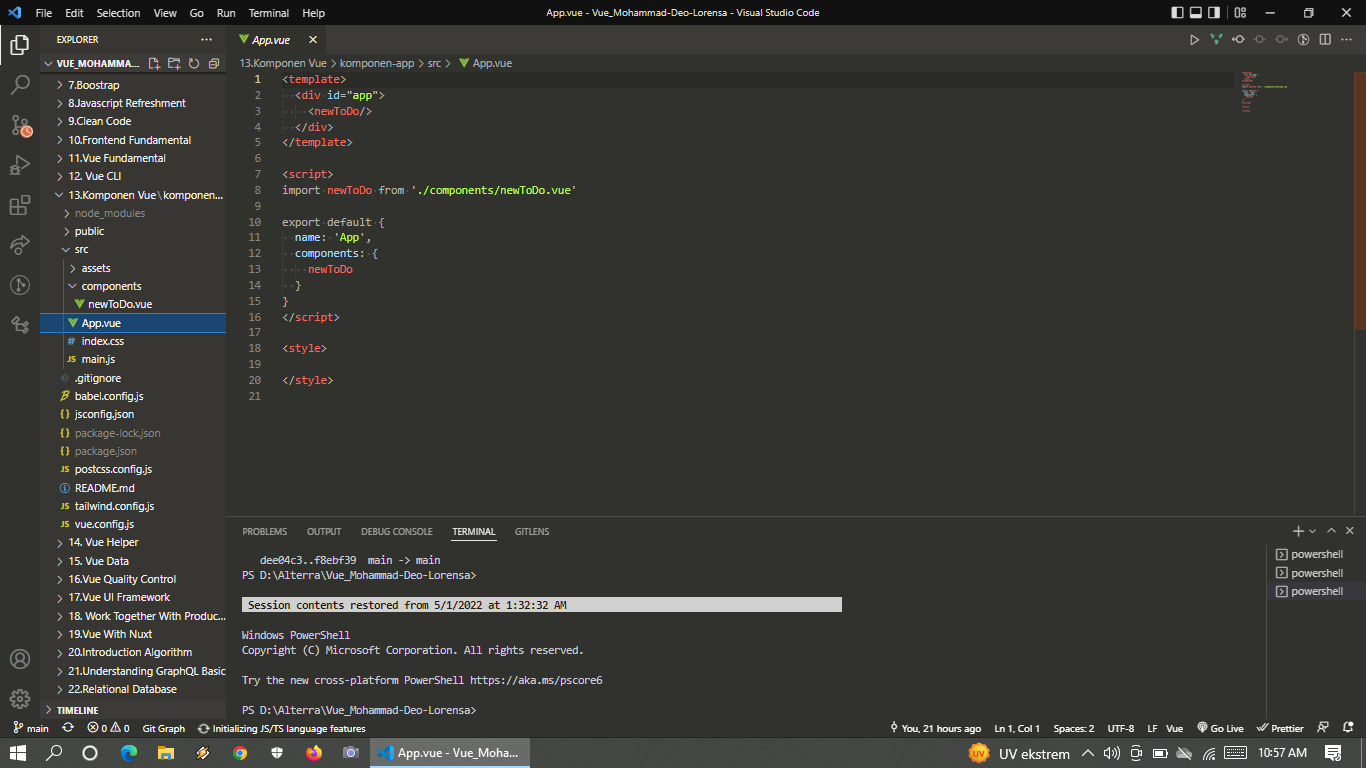 File Edit Selection View Go Run Terminal Help
App.vue - Vue_Mohammad-Deo-Lorensa - Visual Studio Code
EXPLORER
VUE_MOHAMMA...
7.Boostrap
8.Javascript Refreshment
9.Clean Code
10.Frontend Fundamental
11.Vue Fundamental
12. Vue CLI
13.Komponen Vue\komponen...
node_modules
public
src
assets
components
newToDo.vue
App.vue
index.css
main.js
.gitignore
babel.config.js
jsconfig.json
package-lock.json
package.json
postcss.config.js
README.md
tailwind.config.js
vue.config.js
14. Vue Helper
15. Vue Data
16.Vue Quality Control
17.Vue UI Framework
18. Work Together With Produc...
19.Vue With Nuxt
20.Introduction Algorithm
21.Understanding GraphQL Basic
22.Relational Database
TIMELINE
App.vue
13.Komponen Vue > komponen-app > src > App.vue
1 <template>
2 <div id="app">
3 <newToDo/>
4 </div>
5 </template>
6
7 <script>
8 import newToDo from './components/newToDo.vue'
9
10 export default {
11 name: 'App',
12 components: {
13 newToDo
14 }
15 }
16 </script>
17
18 <style>
19
20 </style>
21
PROBLEMS OUTPUT DEBUG CONSOLE TERMINAL GITLENS
dee04c3..f8ebf39 main -> main
PS D:\Alterra\Vue_Mohammad-Deo-Lorensa>
Session contents restored from 5/1/2022 at 1:32:32 AM
Windows PowerShell
Copyright (C) Microsoft Corporation. All rights reserved.
Try the new cross-platform PowerShell https://aka.ms/pscore6
PS D:\Alterra\Vue_Mohammad-Deo-Lorensa>
powershell
powershell
powershell
main 0 0 Git Graph Initializing JS/TS language features
You, 21 hours ago Ln 1, Col 1 Spaces: 2 UTF-8 LF Vue Go Live Prettier
App.vue - Vue_Moha...
UV ekstrem
10:57 AM